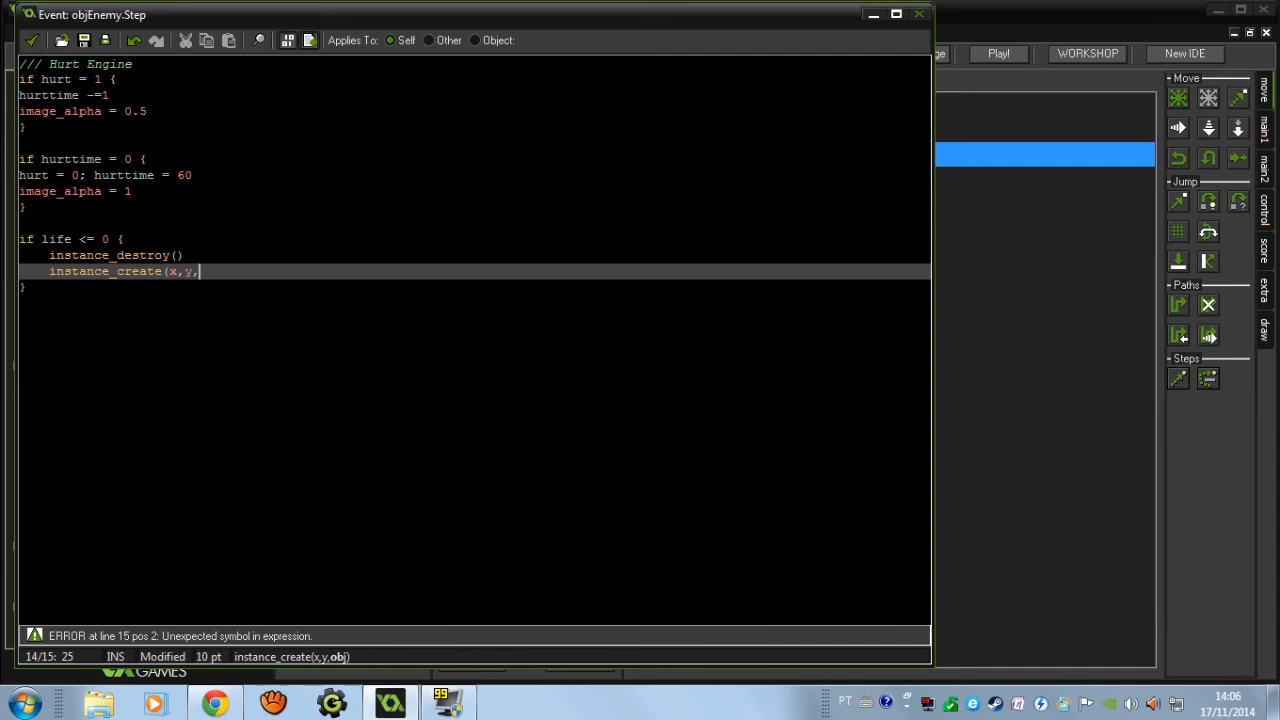 Event: objEnemy.Step
Applies To: Self Other Object:
/// Hurt Engine
if hurt = 1 {
hurttime -=1
image_alpha = 0.5
}
if hurttime = 0 {
hurt = 0; hurttime = 60
image_alpha = 1
}
if life <= 0 {
instance_destroy()
instance_create(x,y,
}
ERROR at line 15 pos 2: Unexpected symbol in expression.
14/15: 25 INS Modified 10 pt instance_create(x,y,obj)
ge Play! WORKSHOP New IDE
Move
Jump
Paths
Steps
move
main1
main2
control
score
extra
draw
GAMES
99
PT
14:06
17/11/2014